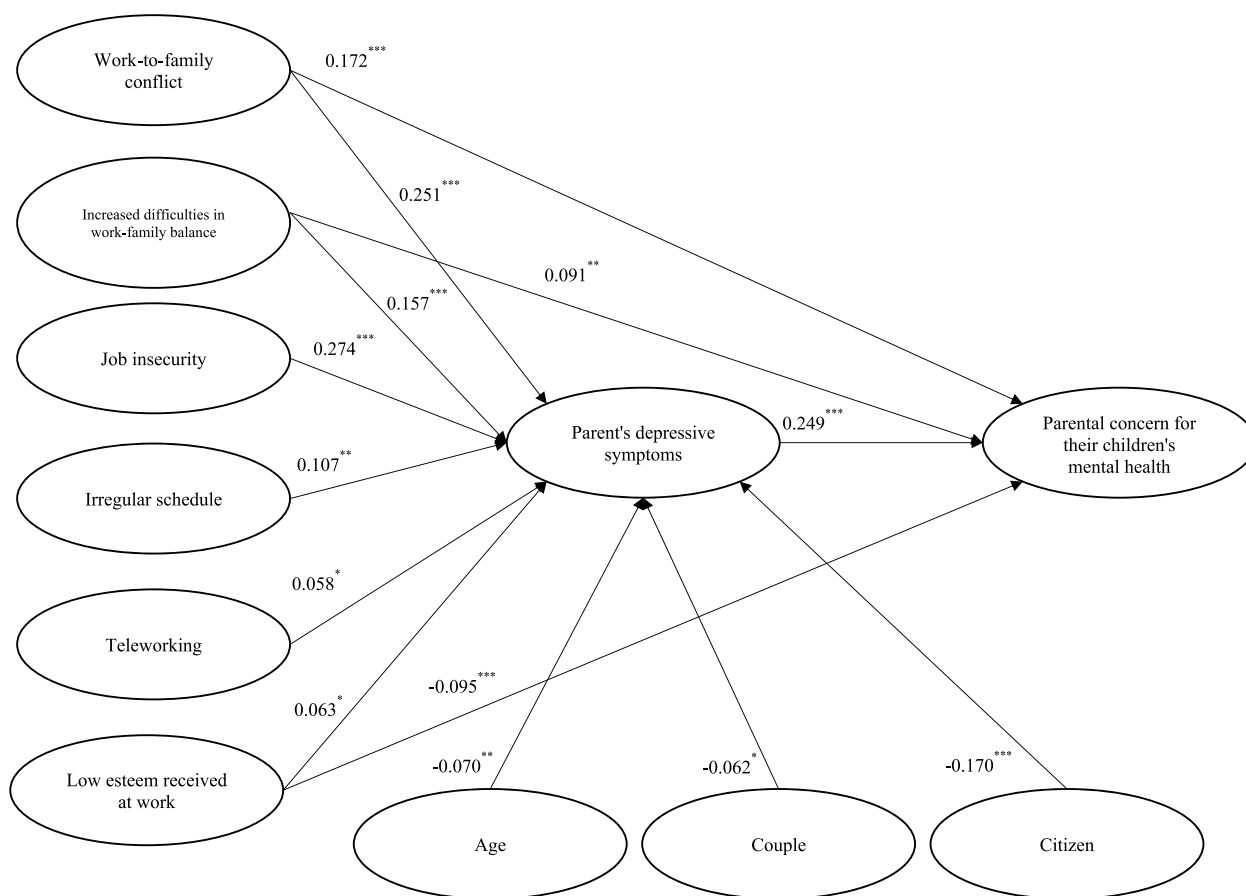 Work-to-family
conflict
0.172***
0.251***
Increased difficulties in
work-family balance
0.091**
0.157***
Job insecurity
0.274***
Parent's depressive
symptoms
0.249***
Parental concern for
their children's
mental health
Irregular schedule
0.107**
Teleworking
0.058*
Low esteem received
at work
0.063*
-0.095***
-0.070**
-0.062*
-0.170***
Age
Couple
Citizen